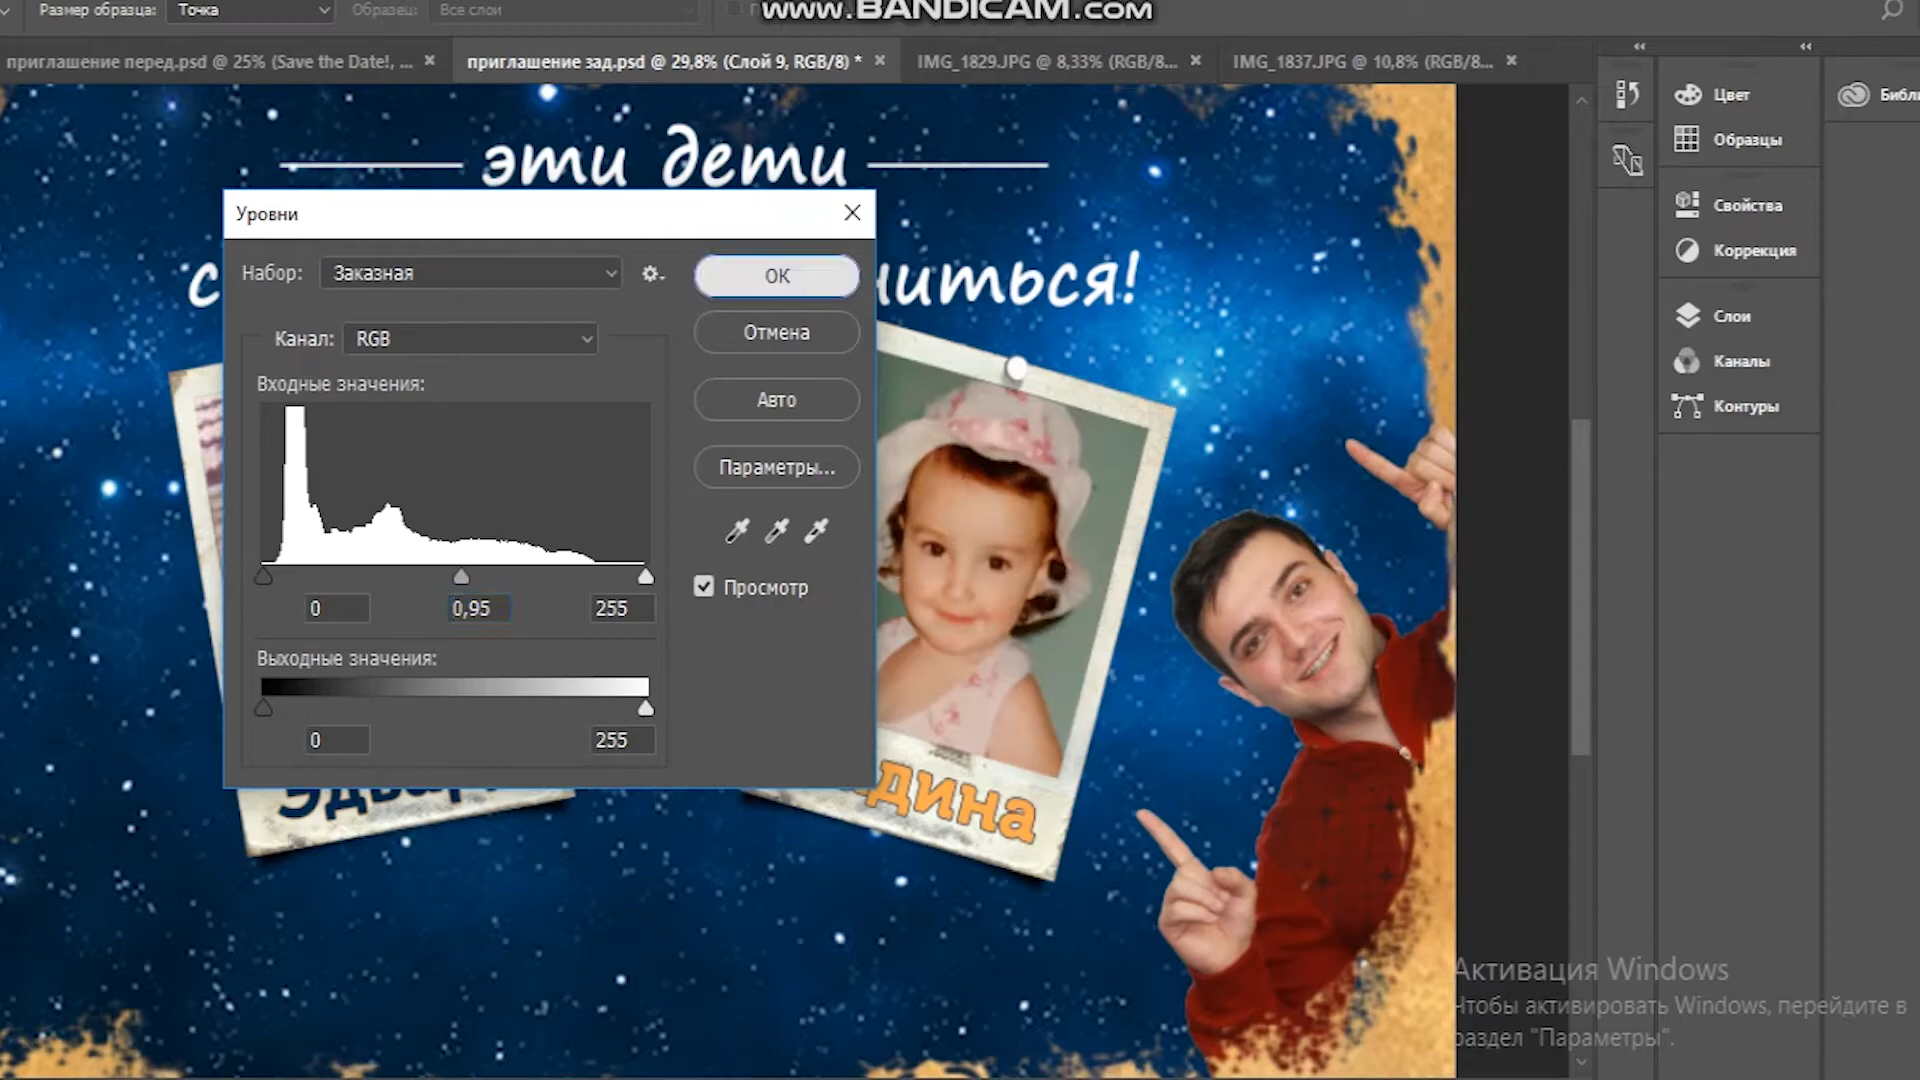 www.BANDICAM.com
Размер образца: Точка Образец: Все слои
приглашение перед.psd @ 25% (Save the Date!, ... ×
приглашение зад.psd @ 29,8% (Слой 9, RGB/8) * ×
IMG_1829.JPG @ 8,33% (RGB/8... ×
IMG_1837.JPG @ 10,8% (RGB/8... ×
эти дети
с
ниться!
Уровни
Набор: Заказная
Канал: RGB
Входные значения:
0 0,95 255
Выходные значения:
0 255
OK
Отмена
Авто
Параметры...
Просмотр
дина
Цвет
Образцы
Свойства
Коррекция
Слои
Каналы
Контуры
Библи
Активация Windows
Чтобы активировать Windows, перейдите в
раздел "Параметры".